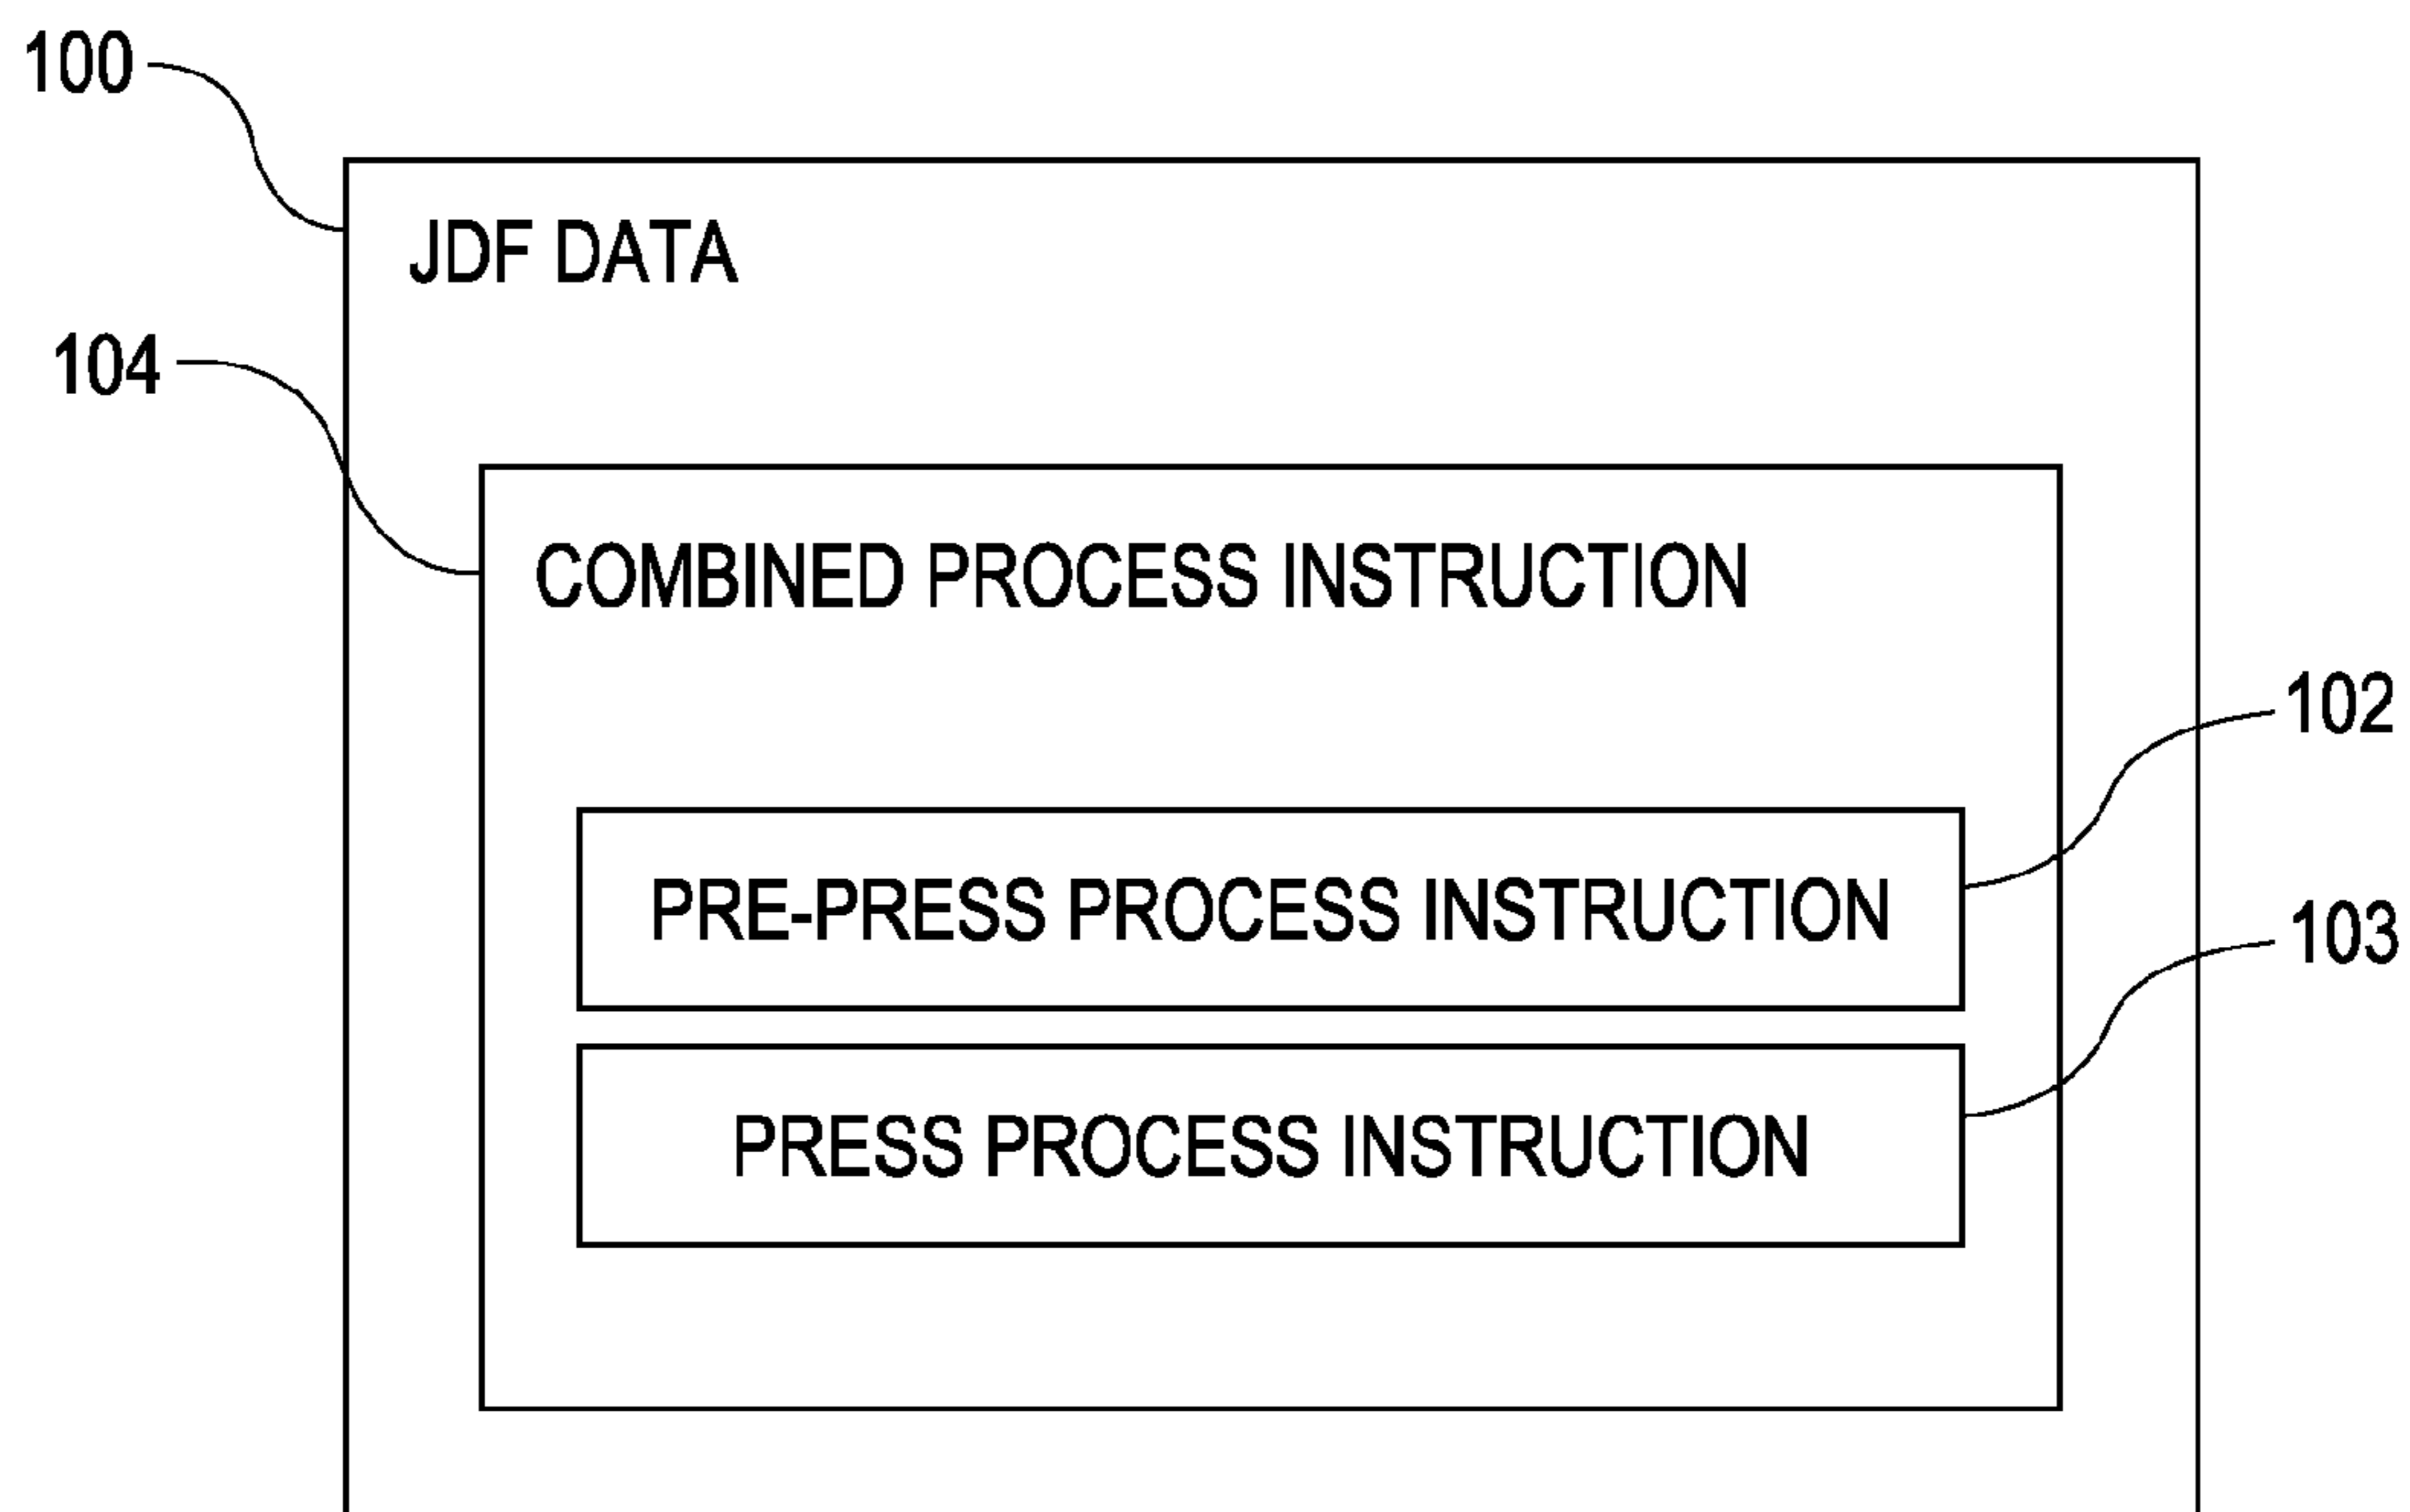 100
JDF DATA
104
COMBINED PROCESS INSTRUCTION
102
PRE-PRESS PROCESS INSTRUCTION
103
PRESS PROCESS INSTRUCTION